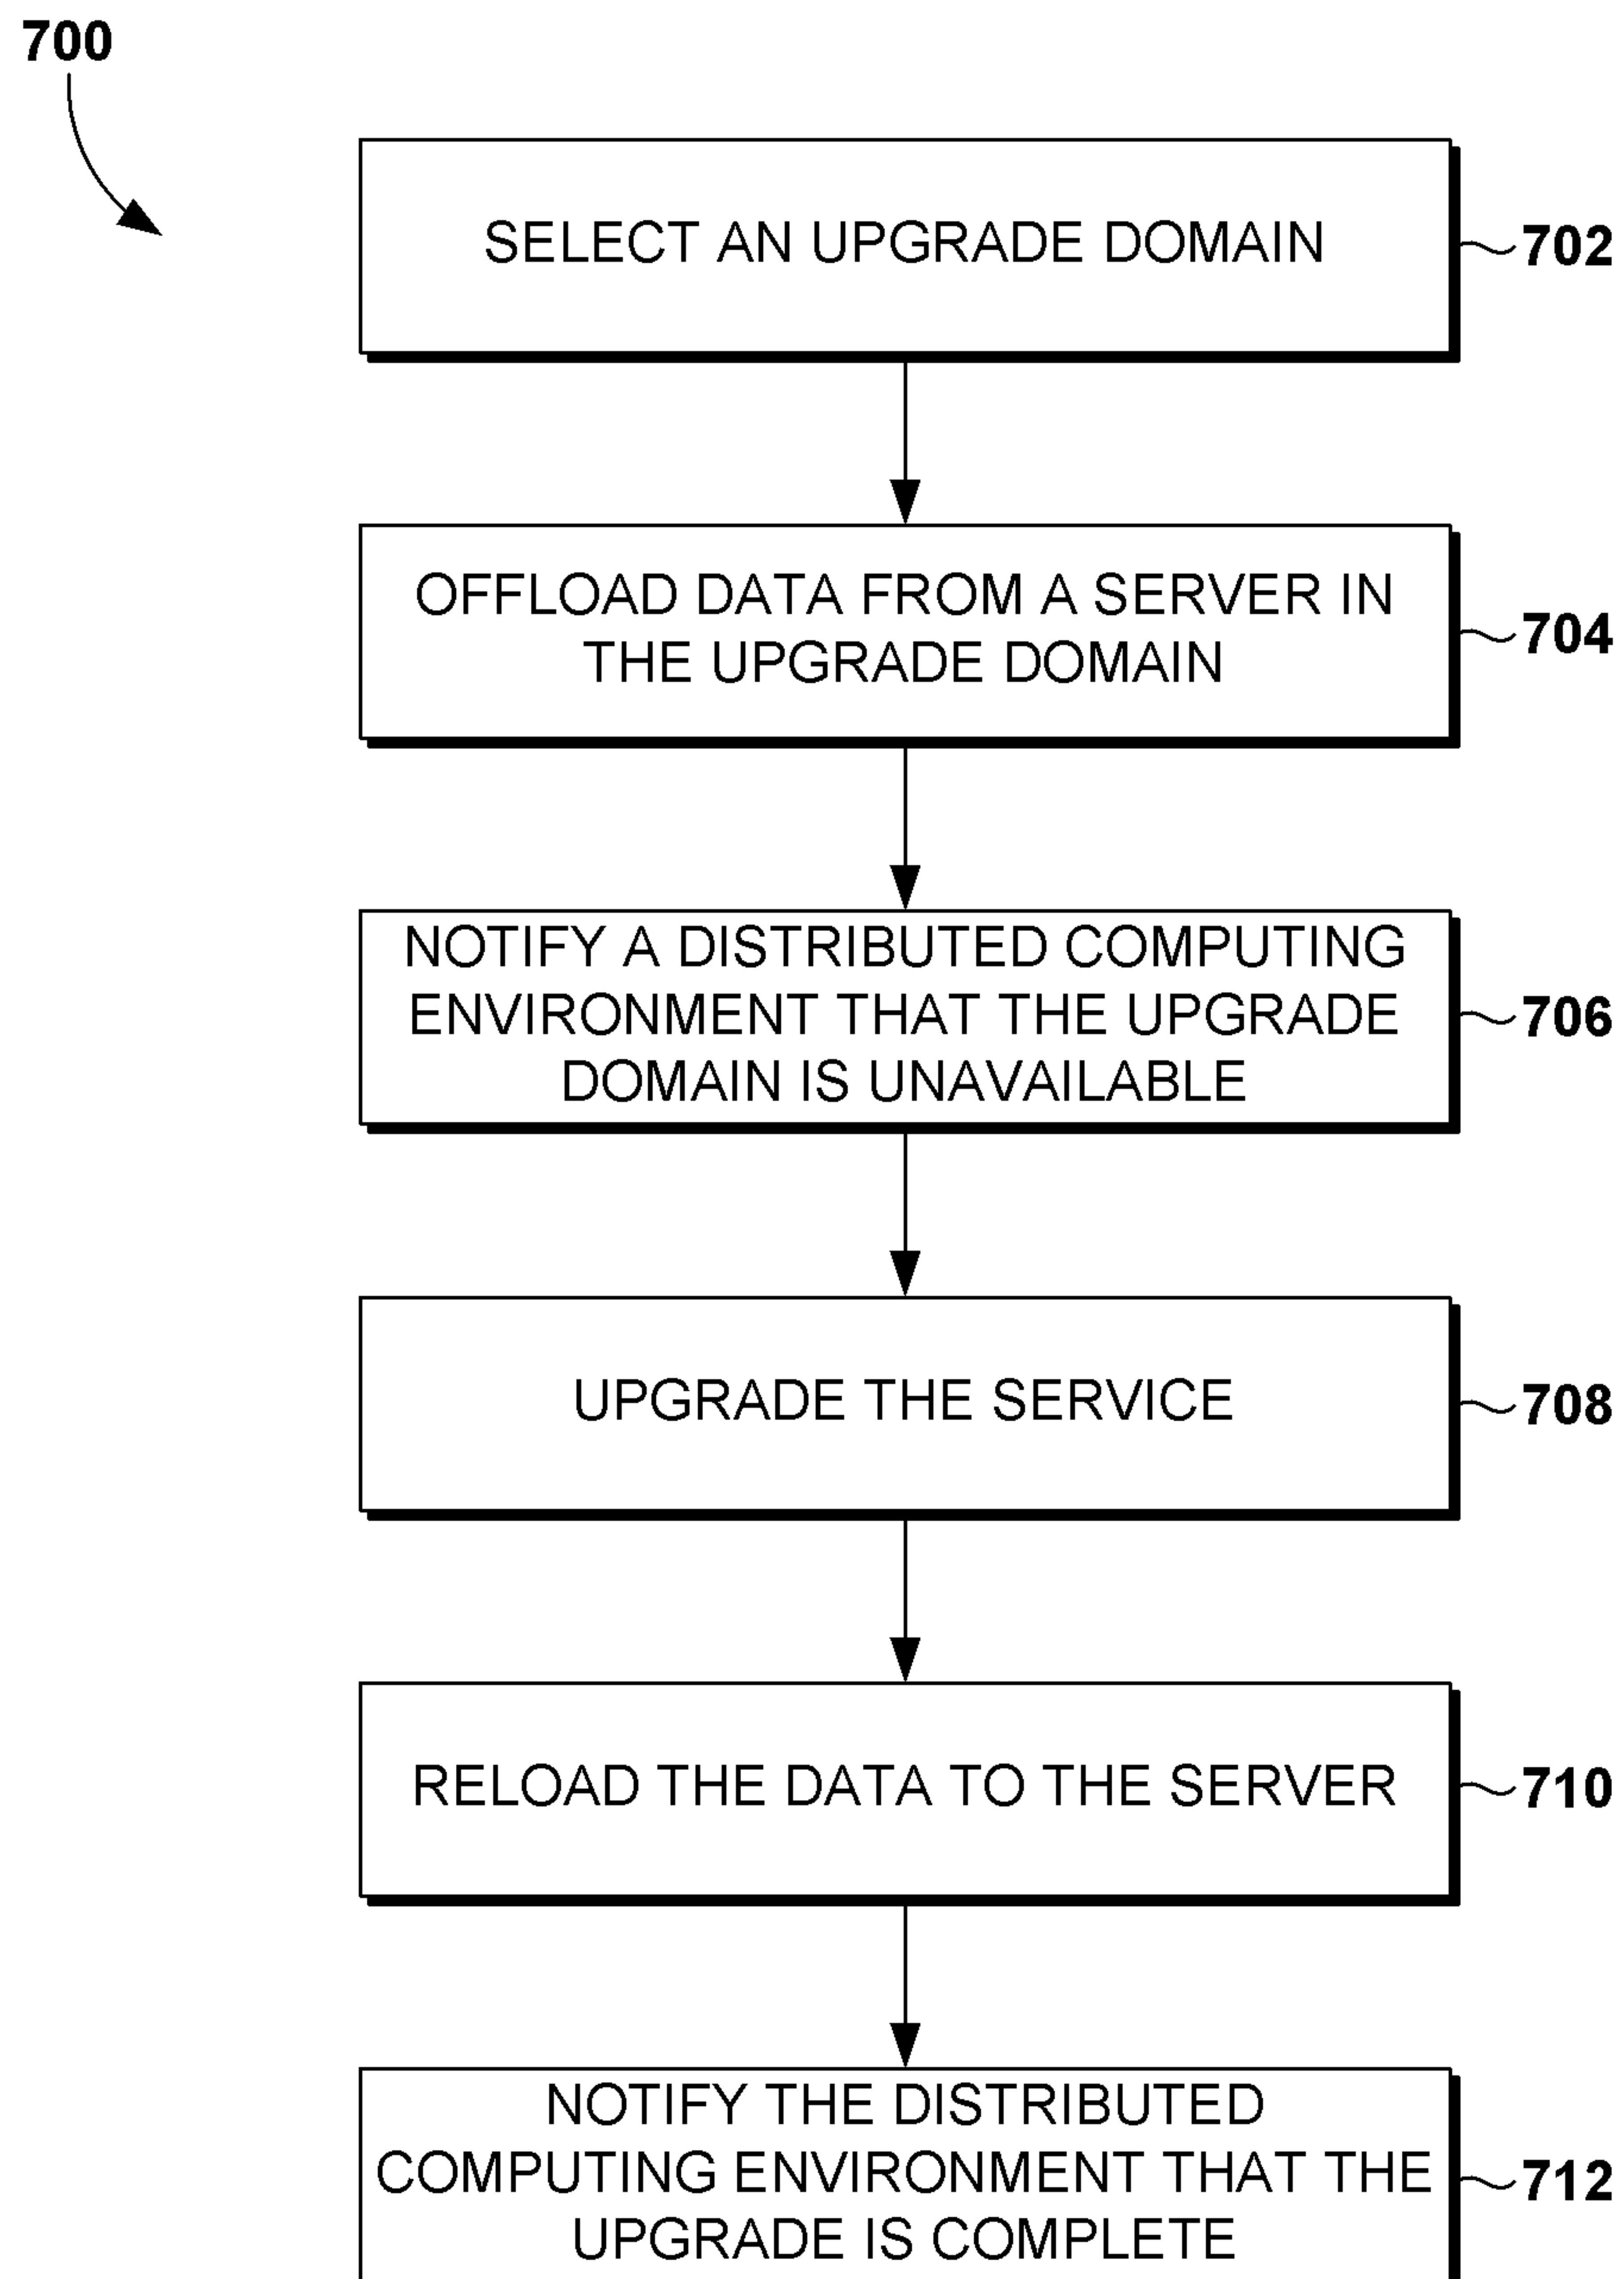 700
SELECT AN UPGRADE DOMAIN
702
OFFLOAD DATA FROM A SERVER IN
THE UPGRADE DOMAIN
704
NOTIFY A DISTRIBUTED COMPUTING
ENVIRONMENT THAT THE UPGRADE
DOMAIN IS UNAVAILABLE
706
UPGRADE THE SERVICE
708
RELOAD THE DATA TO THE SERVER
710
NOTIFY THE DISTRIBUTED
COMPUTING ENVIRONMENT THAT THE
UPGRADE IS COMPLETE
712